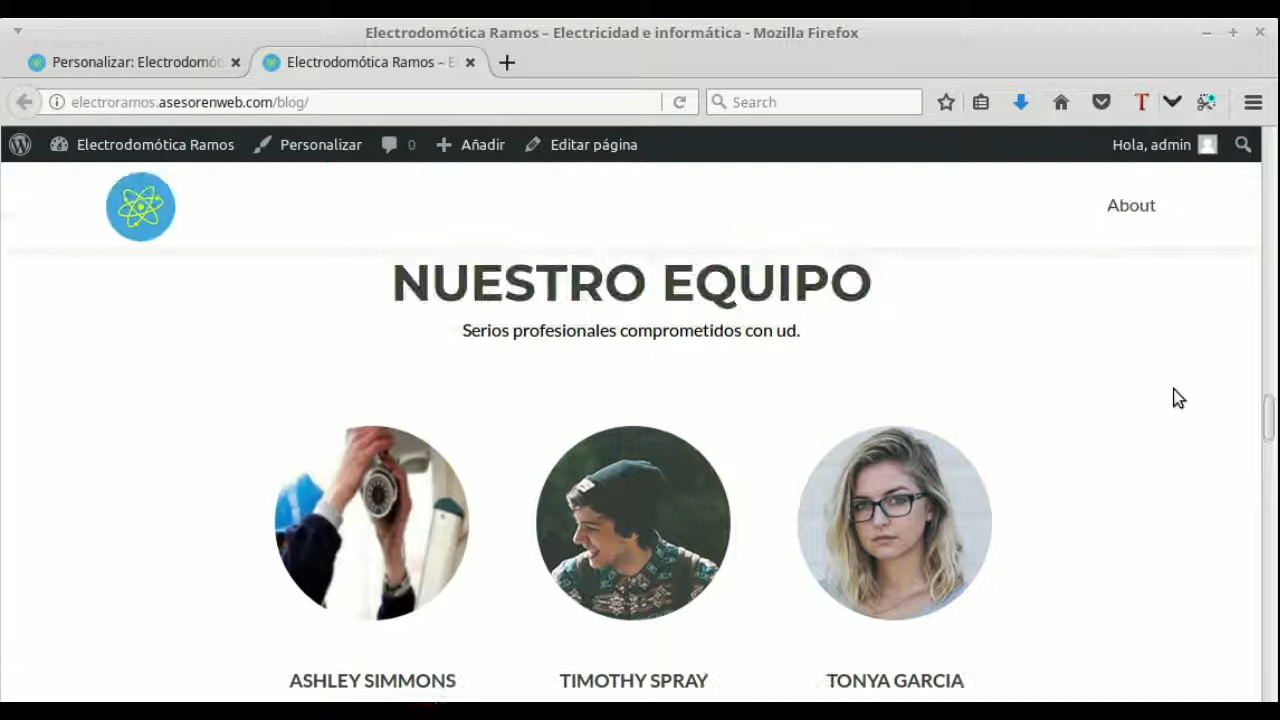 Electrodomótica Ramos – Electricidad e informática - Mozilla Firefox
Personalizar: Electrodomót
Electrodomótica Ramos – E
electroramos.asesorenweb.com/blog/
Search
Electrodomótica Ramos
Personalizar
0
Añadir
Editar página
Hola, admin
About
NUESTRO EQUIPO
Serios profesionales comprometidos con ud.
ASHLEY SIMMONS
TIMOTHY SPRAY
TONYA GARCIA